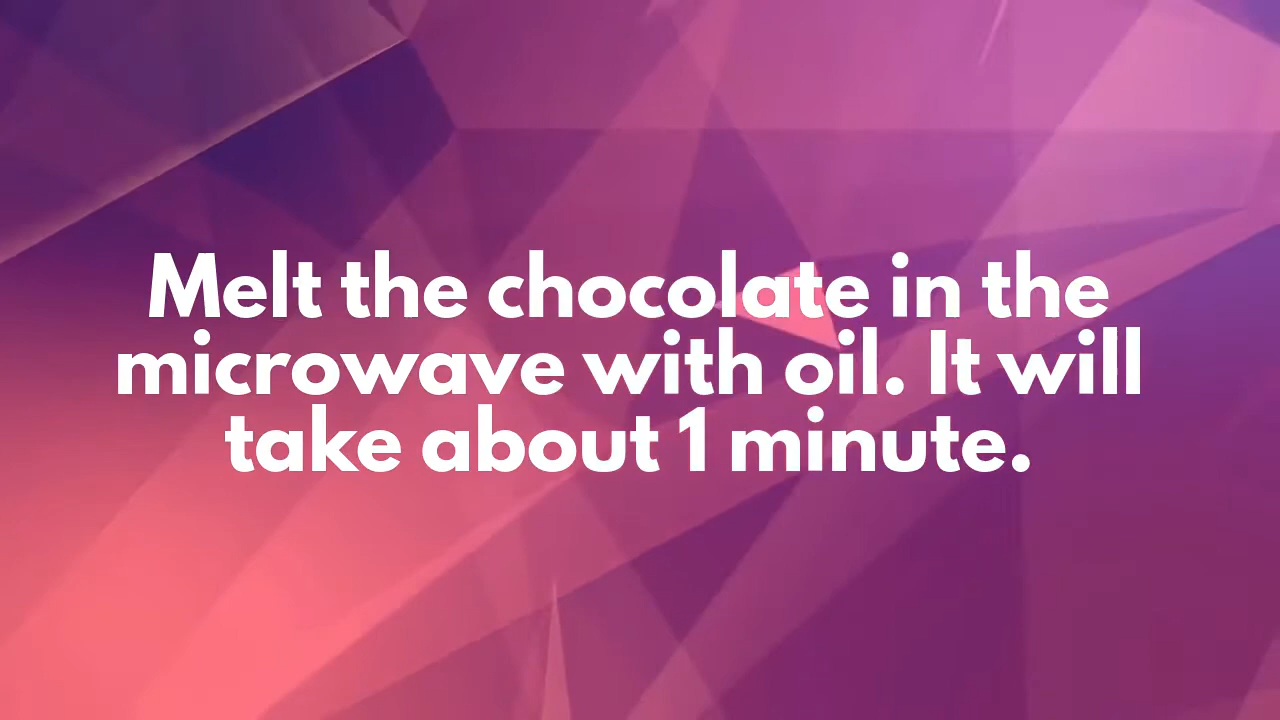 Melt the chocolate in the
microwave with oil. It will
take about 1 minute.